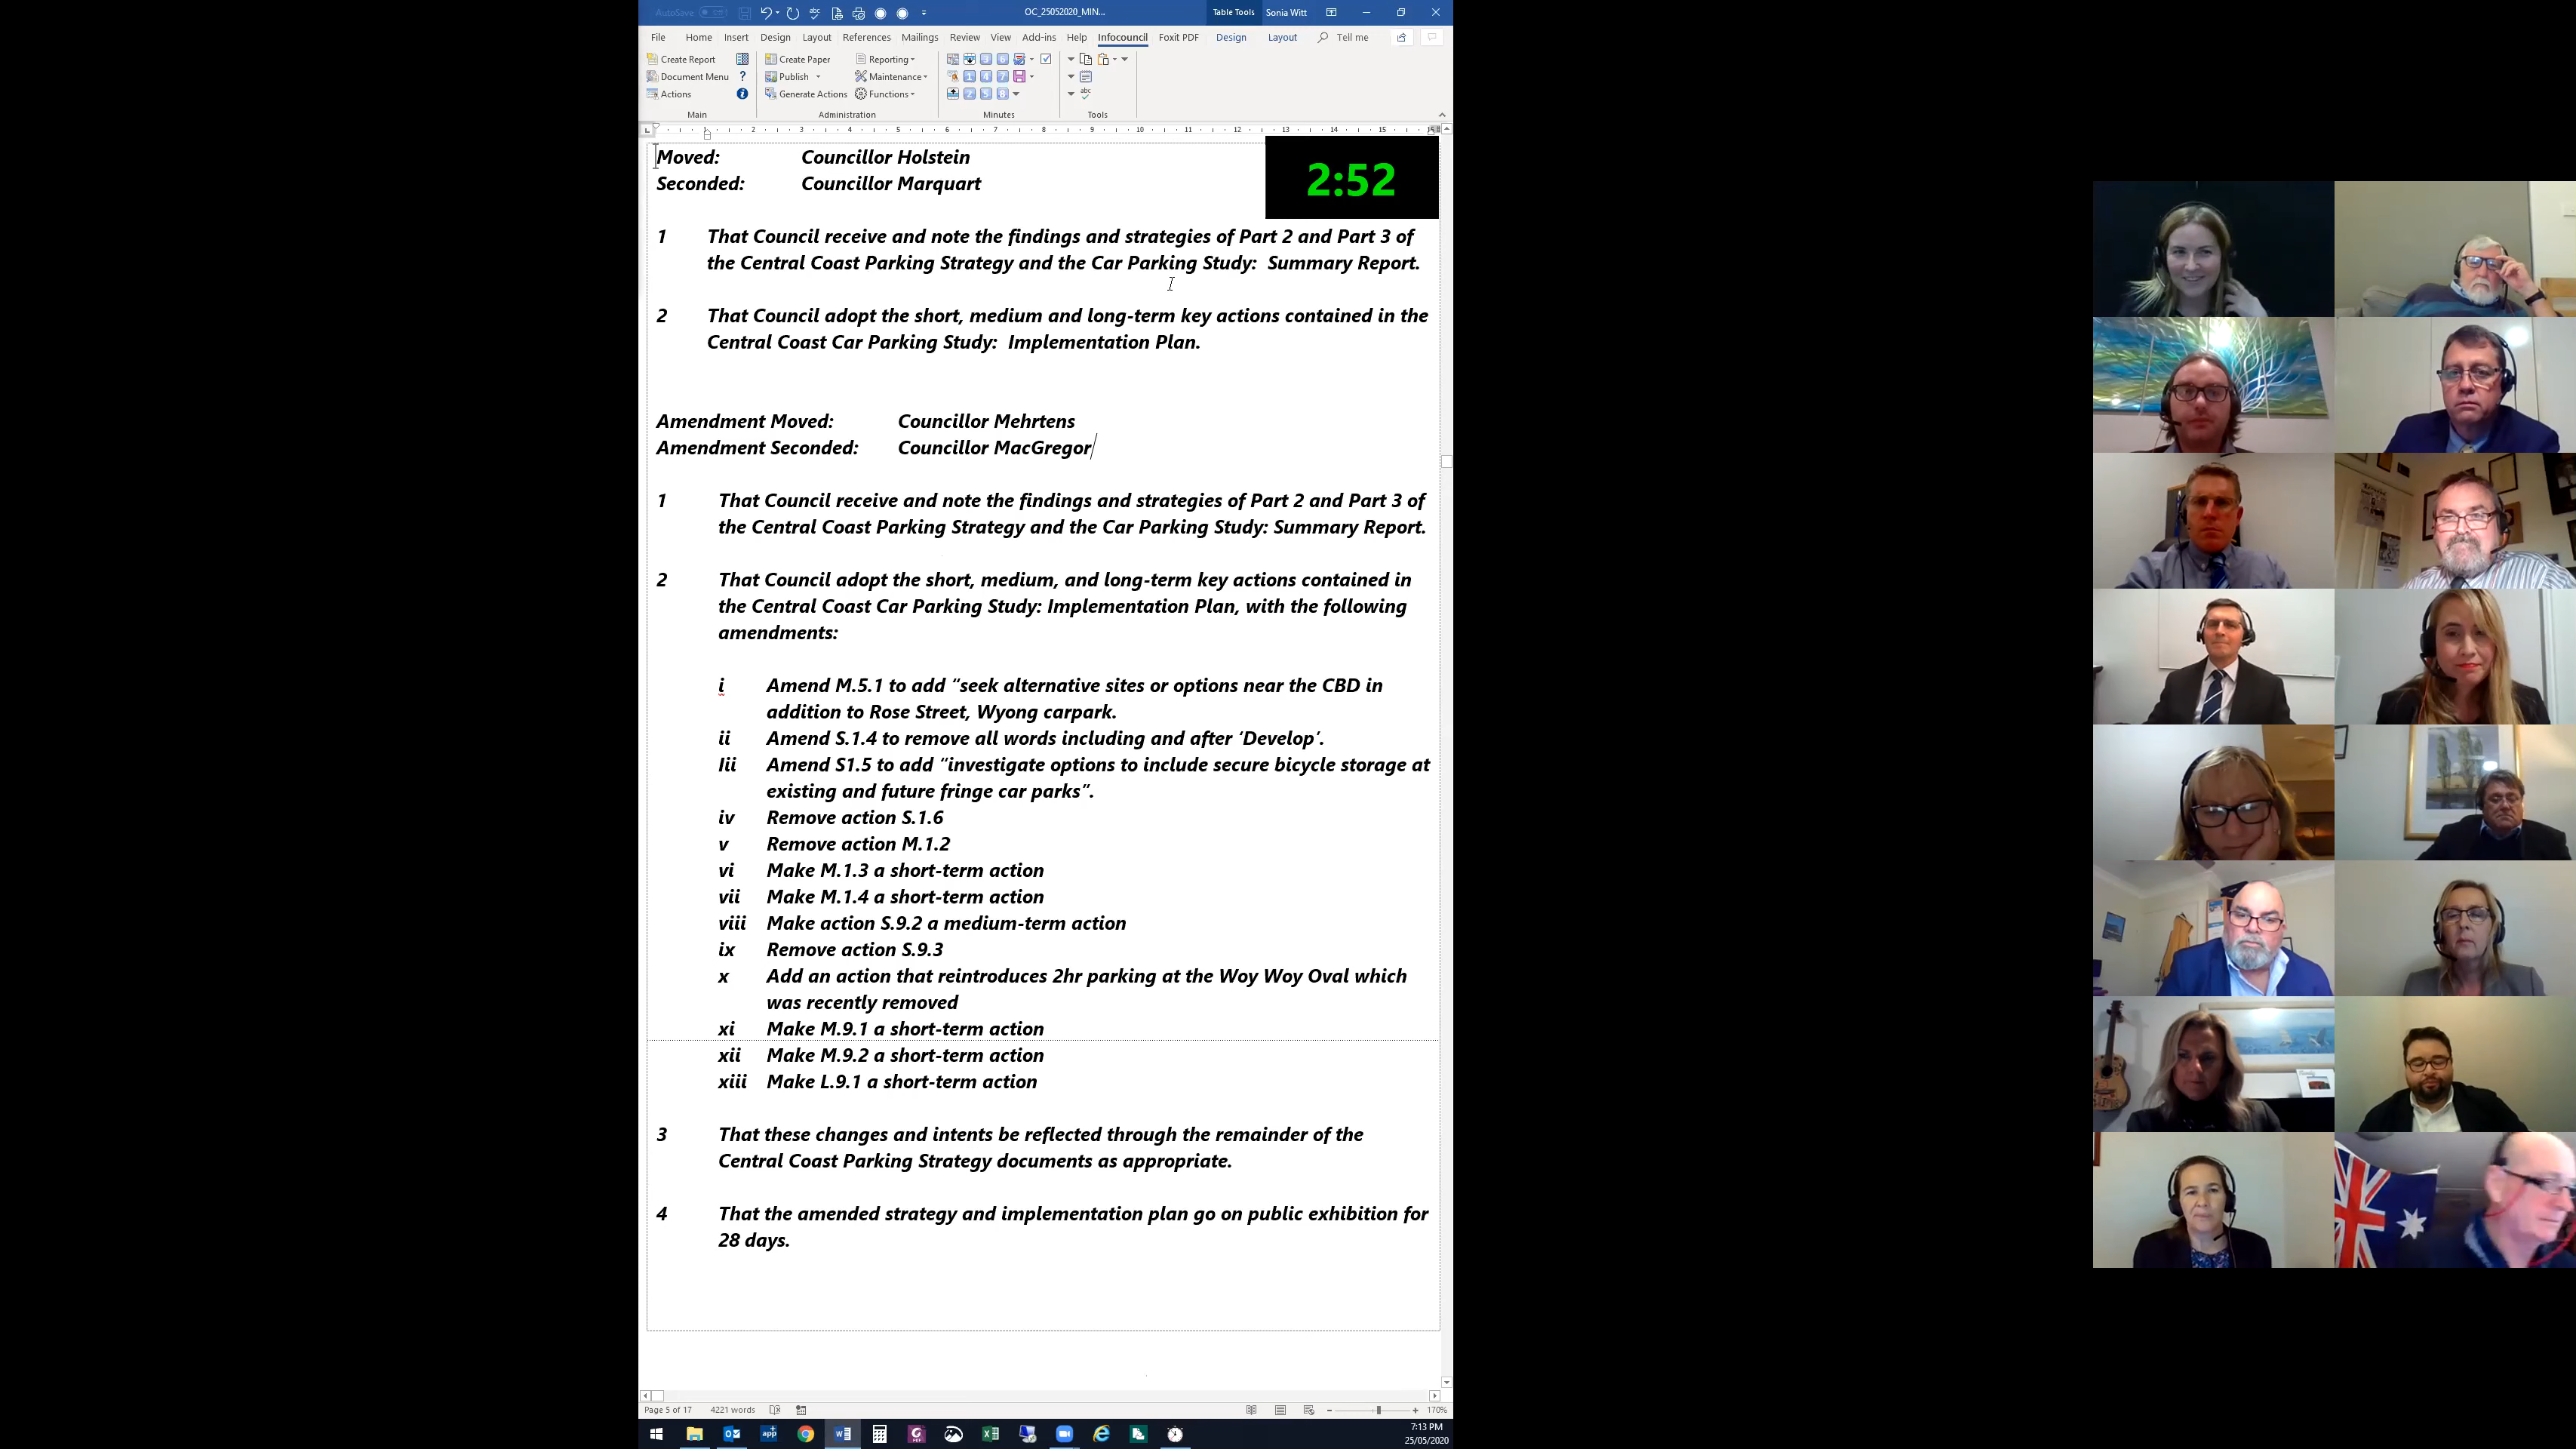 AutoSave
OC_25052020_MIN...
Table Tools
Sonia Witt
File Home Insert Design Layout References Mailings Review View Add-ins Help Infocouncil Foxit PDF Design Layout Tell me
Create Report
Document Menu
Actions
Main
Create Paper
Publish
Generate Actions
Reporting
Maintenance
Functions
Administration
Minutes
Tools
Moved: Councillor Holstein
Seconded: Councillor Marquart
2:52
1 That Council receive and note the findings and strategies of Part 2 and Part 3 of
the Central Coast Parking Strategy and the Car Parking Study: Summary Report.
2 That Council adopt the short, medium and long-term key actions contained in the
Central Coast Car Parking Study: Implementation Plan.
Amendment Moved: Councillor Mehrtens
Amendment Seconded: Councillor MacGregor
1 That Council receive and note the findings and strategies of Part 2 and Part 3 of
the Central Coast Parking Strategy and the Car Parking Study: Summary Report.
2 That Council adopt the short, medium, and long-term key actions contained in
the Central Coast Car Parking Study: Implementation Plan, with the following
amendments:
i Amend M.5.1 to add “seek alternative sites or options near the CBD in
addition to Rose Street, Wyong carpark.
ii Amend S.1.4 to remove all words including and after ‘Develop’.
Iii Amend S1.5 to add “investigate options to include secure bicycle storage at
existing and future fringe car parks”.
iv Remove action S.1.6
v Remove action M.1.2
vi Make M.1.3 a short-term action
vii Make M.1.4 a short-term action
viii Make action S.9.2 a medium-term action
ix Remove action S.9.3
x Add an action that reintroduces 2hr parking at the Woy Woy Oval which
was recently removed
xi Make M.9.1 a short-term action
xii Make M.9.2 a short-term action
xiii Make L.9.1 a short-term action
3 That these changes and intents be reflected through the remainder of the
Central Coast Parking Strategy documents as appropriate.
4 That the amended strategy and implementation plan go on public exhibition for
28 days.
Page 5 of 17 4221 words
170%
7:13 PM
25/05/2020